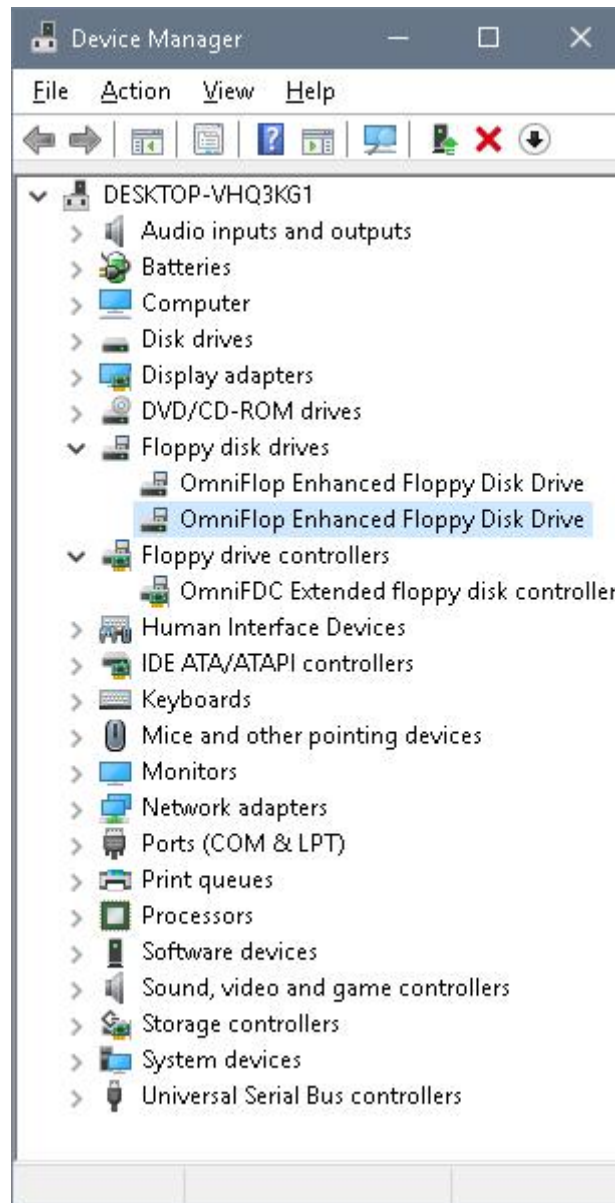 Device Manager
File Action View Help
DESKTOP-VHQ3KG1
Audio inputs and outputs
Batteries
Computer
Disk drives
Display adapters
DVD/CD-ROM drives
Floppy disk drives
OmniFlop Enhanced Floppy Disk Drive
OmniFlop Enhanced Floppy Disk Drive
Floppy drive controllers
OmniFDC Extended floppy disk controller
Human Interface Devices
IDE ATA/ATAPI controllers
Keyboards
Mice and other pointing devices
Monitors
Network adapters
Ports (COM & LPT)
Print queues
Processors
Software devices
Sound, video and game controllers
Storage controllers
System devices
Universal Serial Bus controllers